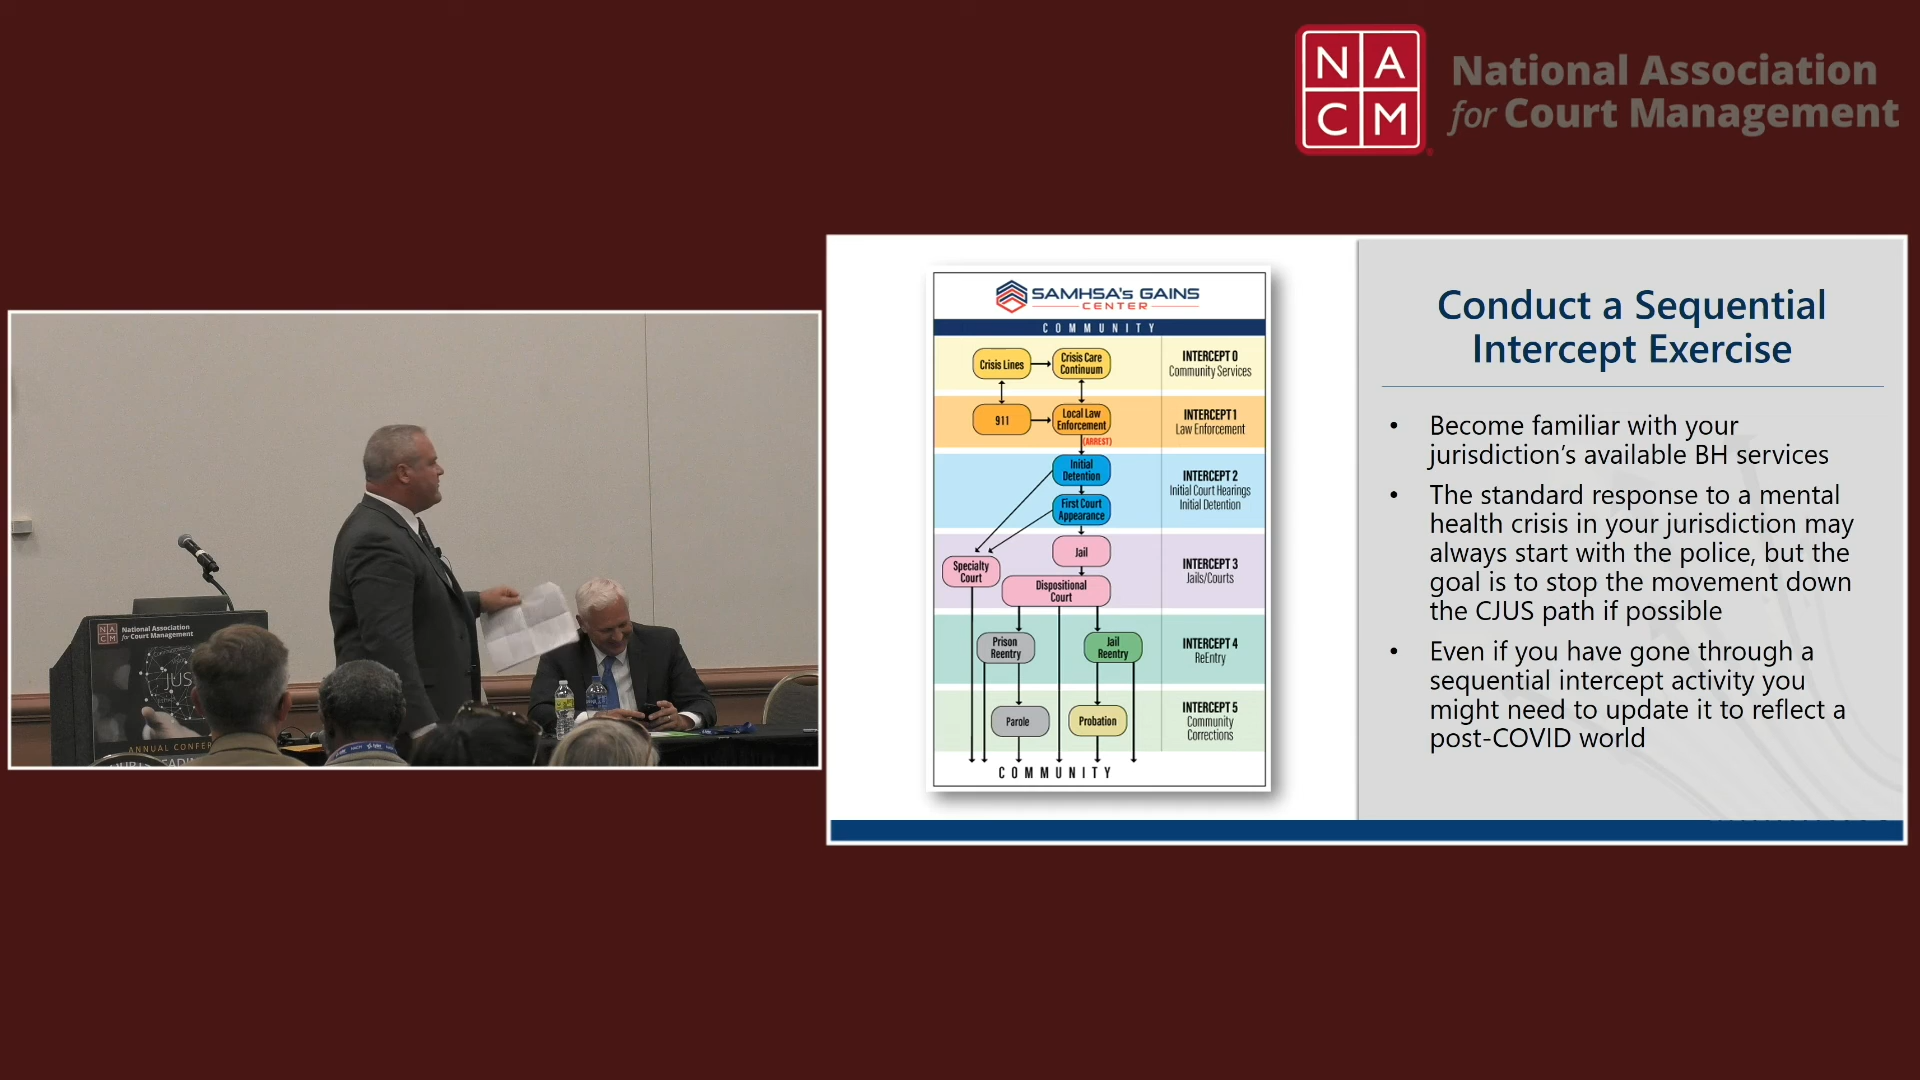 N A
C M
National Association
for Court Management
SAMHSA's GAINS
CENTER
COMMUNITY
Crisis Lines
Crisis Care
Continuum
INTERCEPT 0
Community Services
911
Local Law
Enforcement
(ARREST)
INTERCEPT 1
Law Enforcement
Initial
Detention
First Court
Appearance
INTERCEPT 2
Initial Court Hearings
Initial Detention
Specialty
Court
Jail
Dispositional
Court
INTERCEPT 3
Jails/Courts
Prison
Reentry
Jail
Reentry
INTERCEPT 4
ReEntry
Parole
Probation
INTERCEPT 5
Community
Corrections
COMMUNITY
Conduct a Sequential
Intercept Exercise
• Become familiar with your
jurisdiction's available BH services
• The standard response to a mental
health crisis in your jurisdiction may
always start with the police, but the
goal is to stop the movement down
the CJUS path if possible
• Even if you have gone through a
sequential intercept activity you
might need to update it to reflect a
post-COVID world
N A
C M
National Association
for Court Management
JUS
ANNUAL CONFER